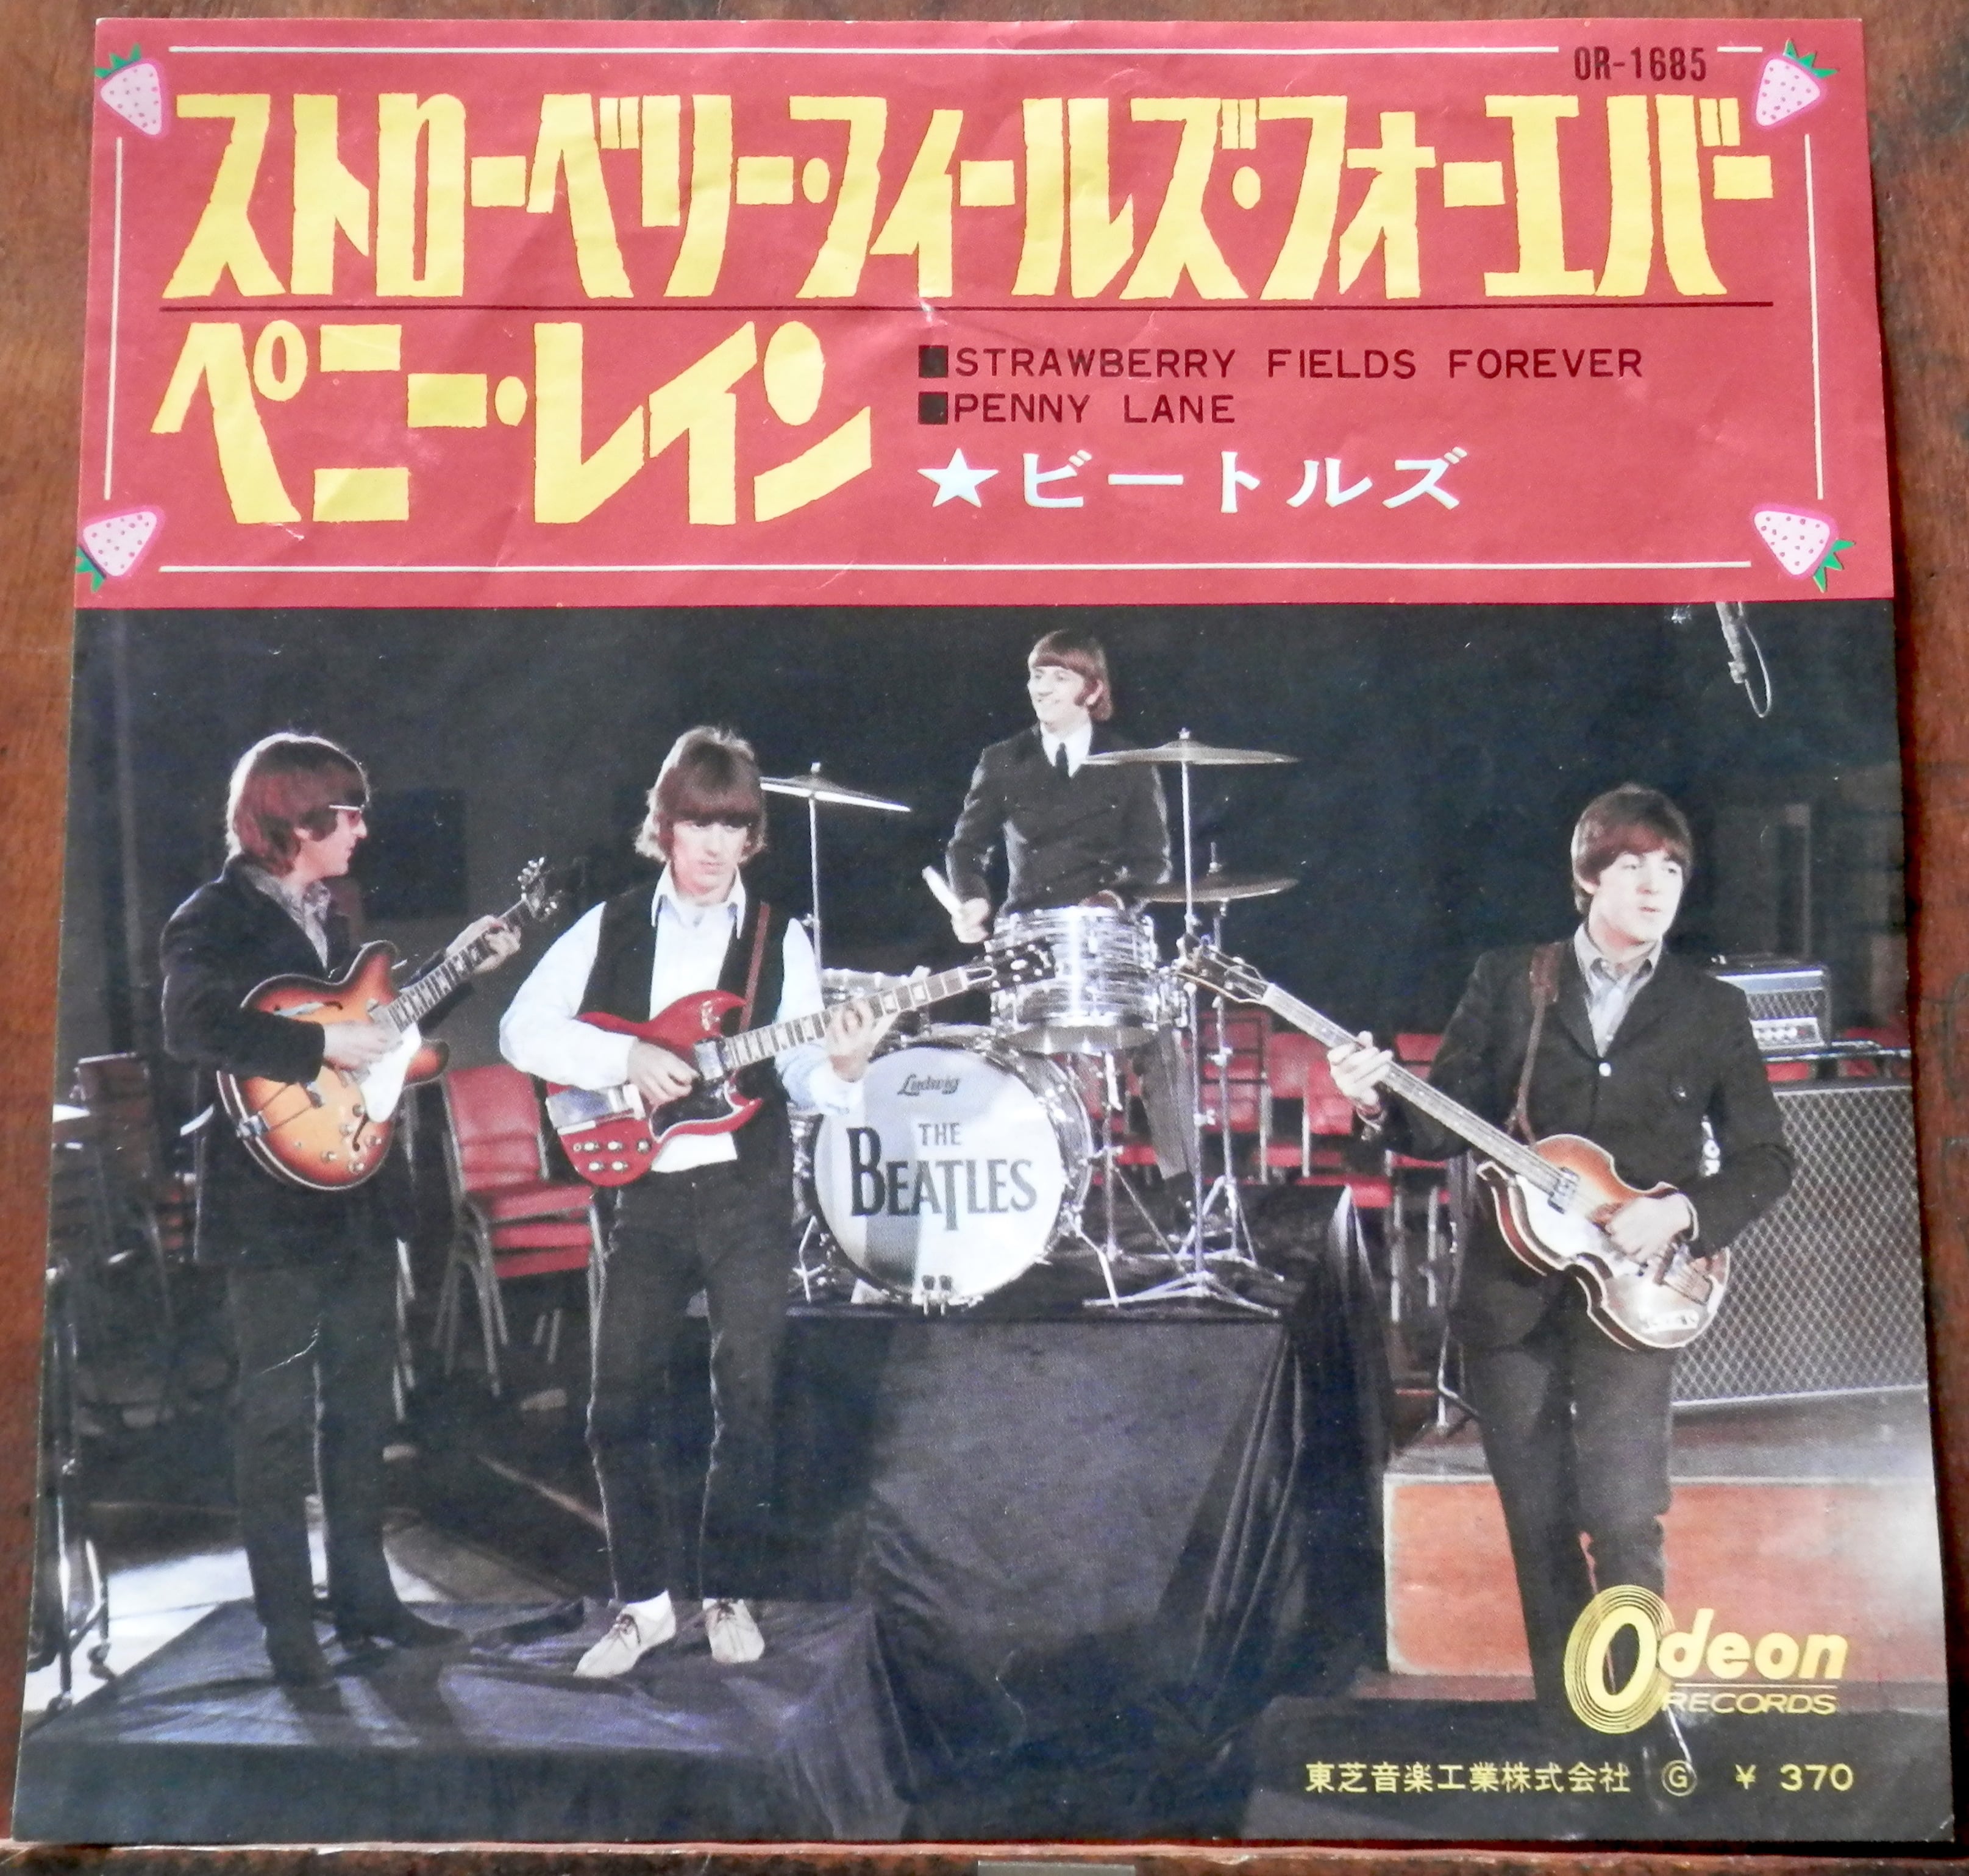 OR-1685
ストローベリー・フィールズ・フォーエバー
ペニー・レイン
■STRAWBERRY FIELDS FOREVER
■PENNY LANE
★ビートルズ
Ludwig
THE
BEATLES
Odeon
RECORDS
東芝音楽工業株式会社 Ⓖ ¥ 370